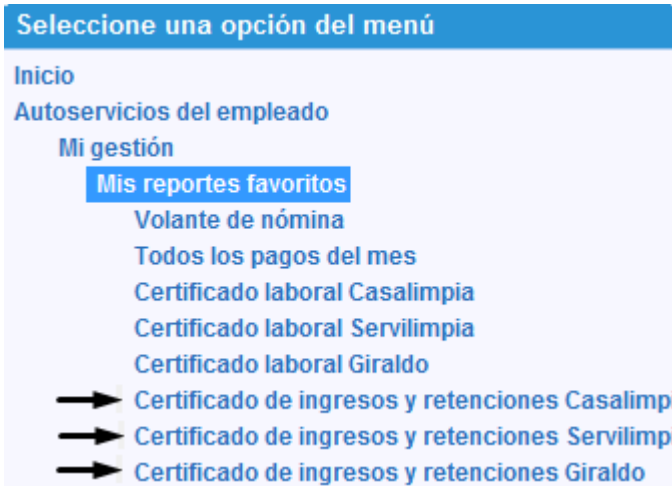 Seleccione una opción del menú
Inicio
Autoservicios del empleado
Mi gestión
Mis reportes favoritos
Volante de nómina
Todos los pagos del mes
Certificado laboral Casalimpia
Certificado laboral Servilimpia
Certificado laboral Giraldo
Certificado de ingresos y retenciones Casalimp
Certificado de ingresos y retenciones Servilimp
Certificado de ingresos y retenciones Giraldo